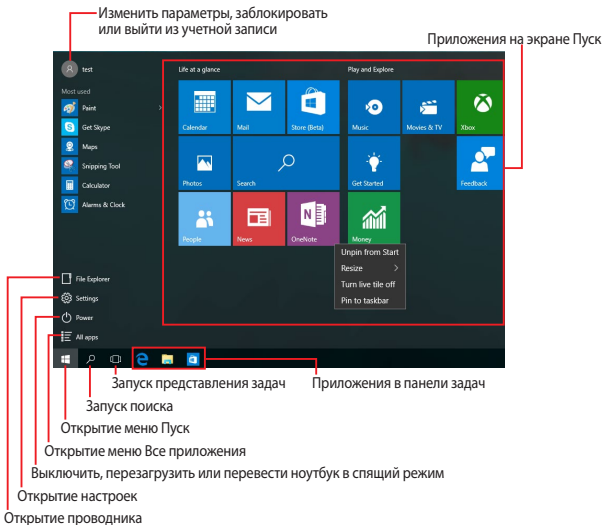 Изменить параметры, заблокировать
или выйти из учетной записи
Приложения на экране Пуск
test
Life at a glance
Play and Explore
Most used
Paint
Get Skype
Maps
Snipping Tool
Calculator
Alarms & Clock
Calendar
Mail
Store (Beta)
Music
Movies & TV
Xbox
Photos
Search
Get Started
Feedback
People
News
OneNote
Money
Unpin from Start
Resize
Turn live tile off
Pin to taskbar
File Explorer
Settings
Power
All apps
Запуск представления задач
Приложения в панели задач
Запуск поиска
Открытие меню Пуск
Открытие меню Все приложения
Выключить, перезагрузить или перевести ноутбук в спящий режим
Открытие настроек
Открытие проводника